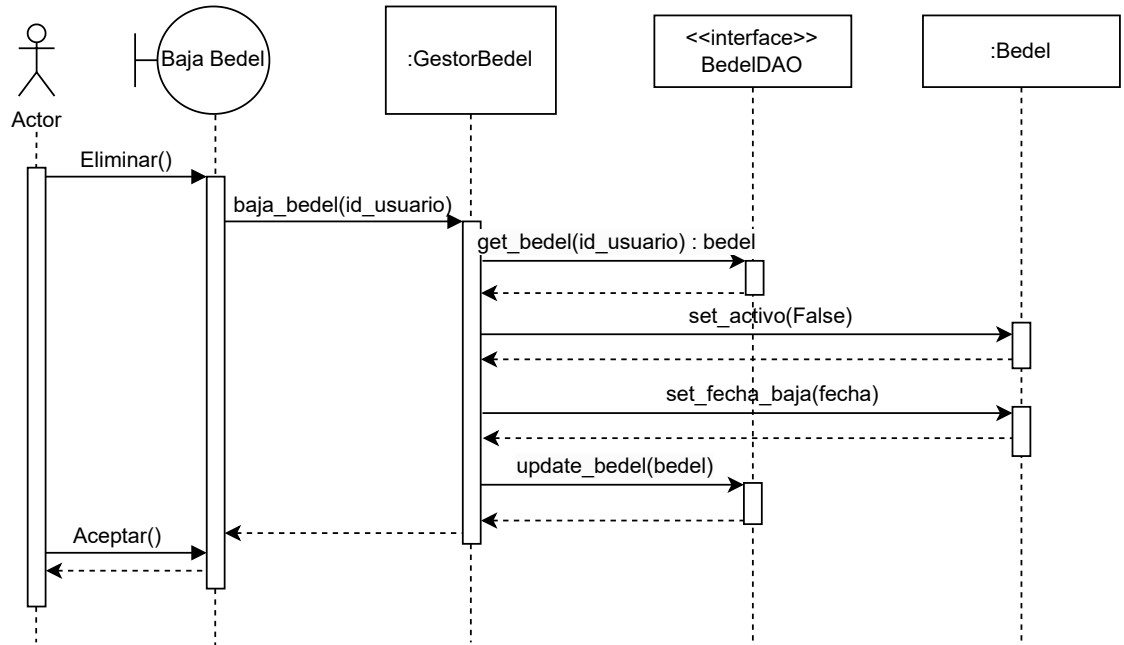 Actor
Baja Bedel
:GestorBedel
<<interface>>
BedelDAO
:Bedel
Eliminar()
baja_bedel(id_usuario)
get_bedel(id_usuario) : bedel
set_activo(False)
set_fecha_baja(fecha)
update_bedel(bedel)
Aceptar()